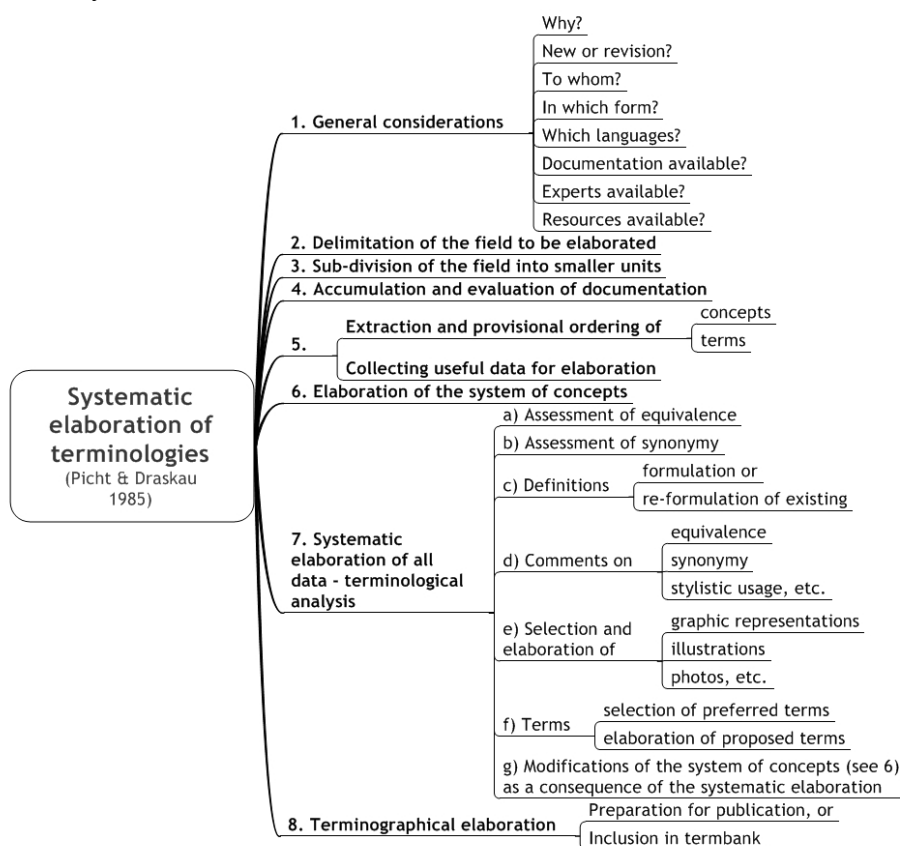 Systematic
elaboration of
terminologies
(Picht & Draskau
1985)
1. General considerations
Why?
New or revision?
To whom?
In which form?
Which languages?
Documentation available?
Experts available?
Resources available?
2. Delimitation of the field to be elaborated
3. Sub-division of the field into smaller units
4. Accumulation and evaluation of documentation
5.
Extraction and provisional ordering of
concepts
terms
Collecting useful data for elaboration
6. Elaboration of the system of concepts
7. Systematic
elaboration of all
data - terminological
analysis
a) Assessment of equivalence
b) Assessment of synonymy
c) Definitions
formulation or
re-formulation of existing
d) Comments on
equivalence
synonymy
stylistic usage, etc.
e) Selection and
elaboration of
graphic representations
illustrations
photos, etc.
f) Terms
selection of preferred terms
elaboration of proposed terms
g) Modifications of the system of concepts (see 6)
as a consequence of the systematic elaboration
8. Terminographical elaboration
Preparation for publication, or
Inclusion in termbank